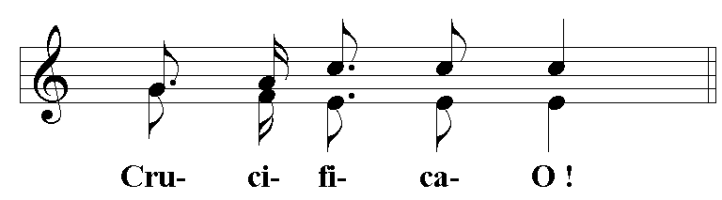 Cru- ci- fi- ca- O !